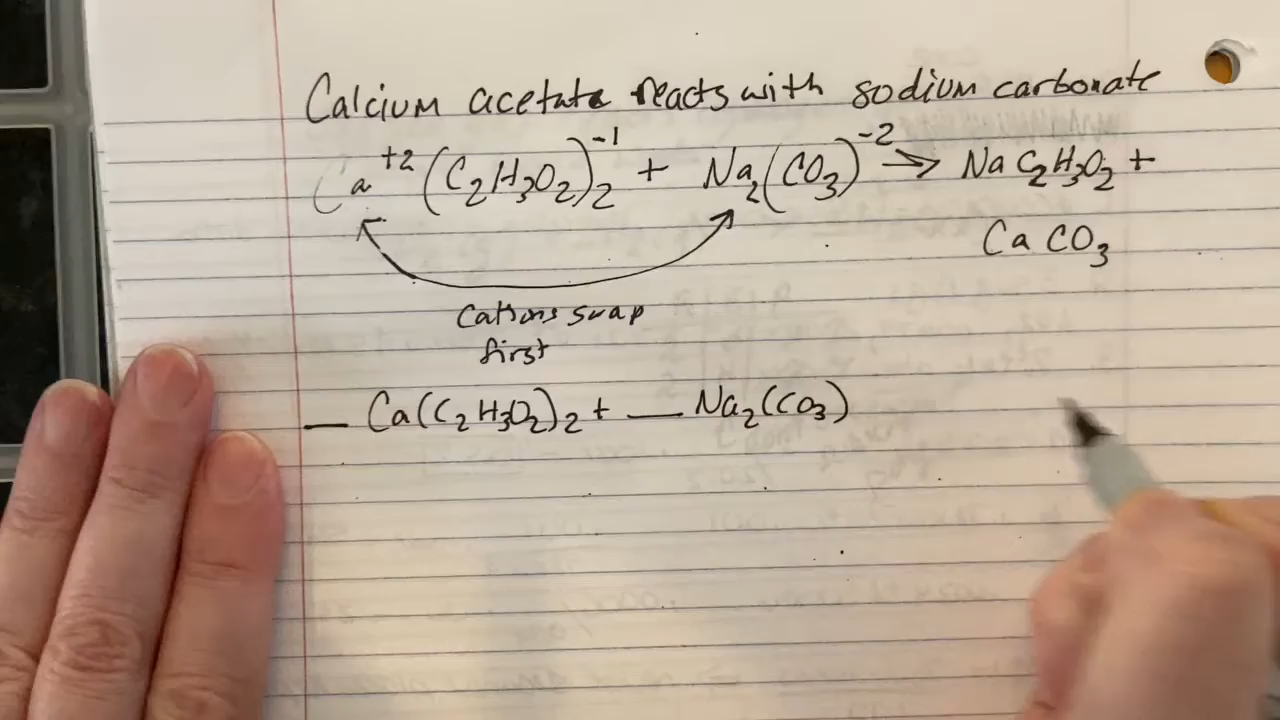 Calcium acetate reacts with sodium carbonate
Ca⁺²(C₂H₃O₂)₂⁻¹ + Na₂(CO₃)⁻² → NaC₂H₃O₂ +
CaCO₃
Cations swap
first
__ Ca(C₂H₃O₂)₂ + __ Na₂(CO₃)